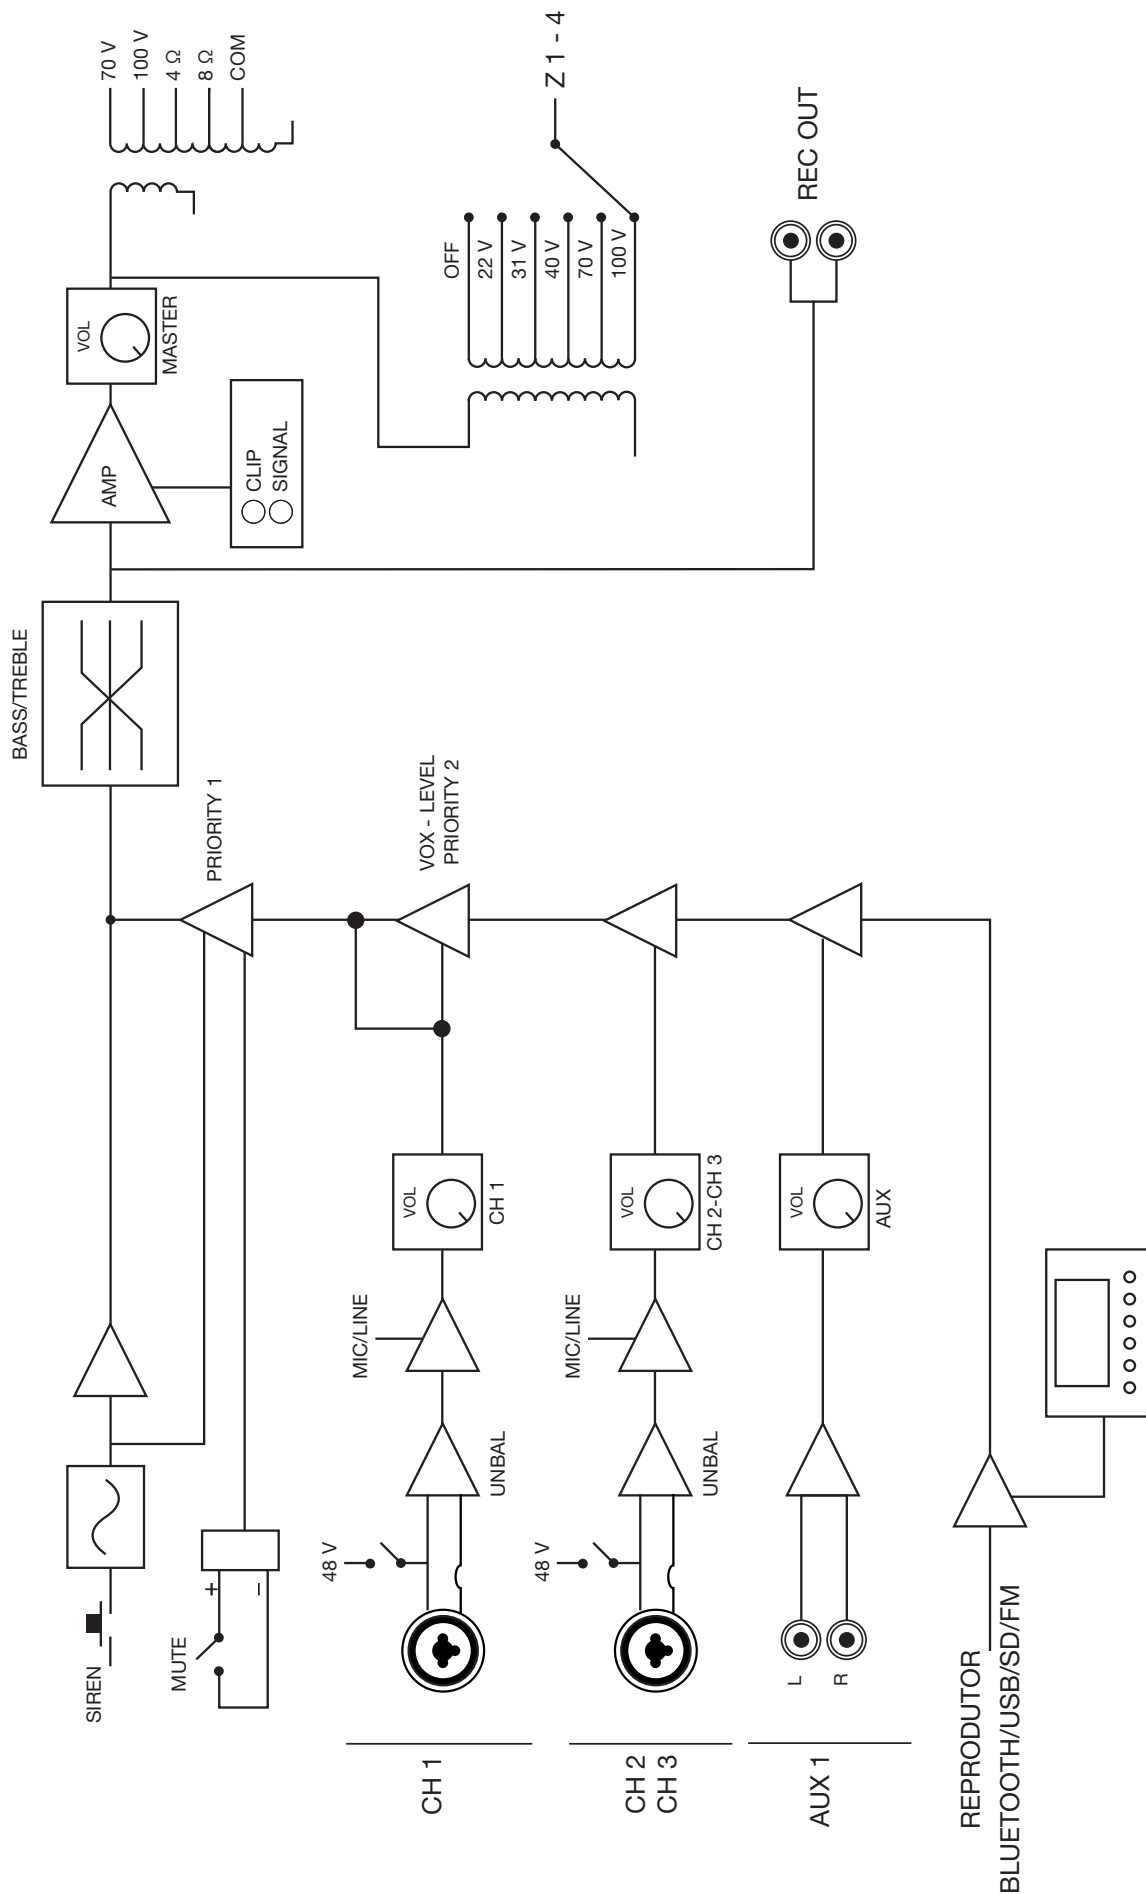 SIREN
MUTE
+
−
PRIORITY 1
BASS/TREBLE
AMP
CLIP
SIGNAL
VOL
MASTER
70 V
100 V
4 Ω
8 Ω
COM
CH 1
48 V
UNBAL
MIC/LINE
VOL
CH 1
VOX - LEVEL
PRIORITY 2
OFF
22 V
31 V
40 V
70 V
100 V
Z 1 - 4
CH 2
CH 3
48 V
UNBAL
MIC/LINE
VOL
CH 2-CH 3
AUX 1
L
R
VOL
AUX
REC OUT
REPRODUTOR
BLUETOOTH/USB/SD/FM